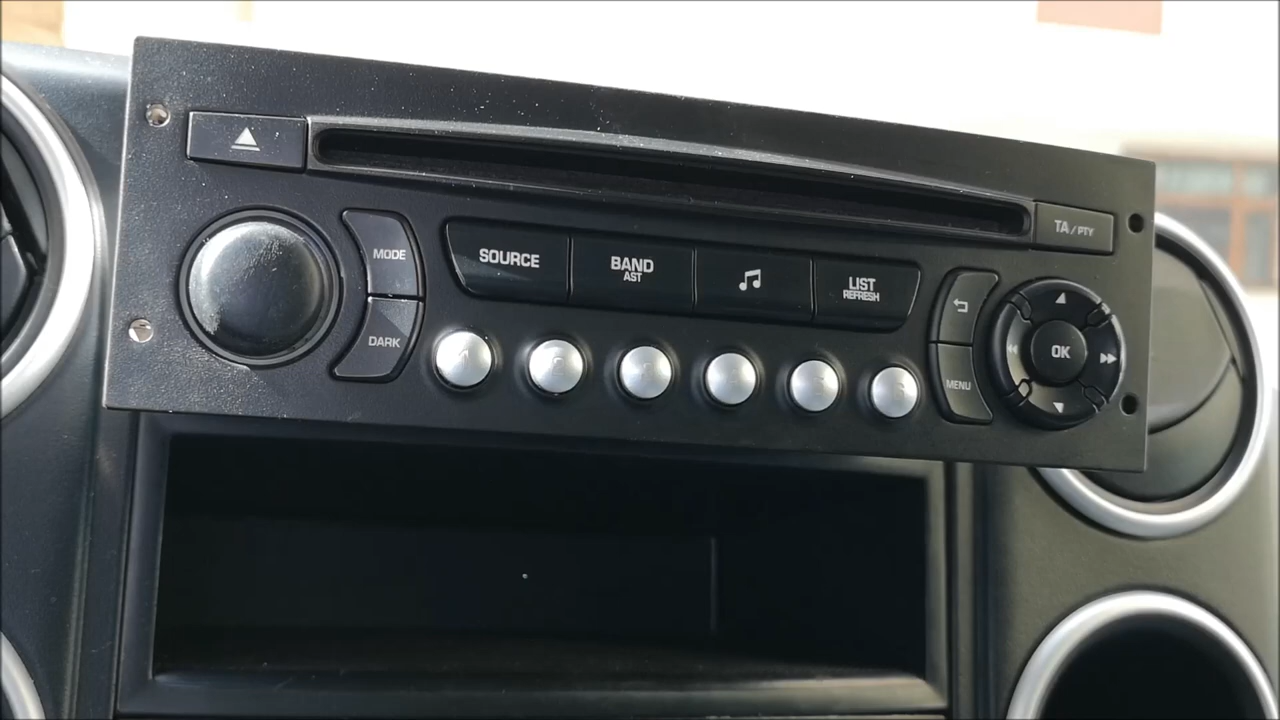 TA / PTY
MODE
SOURCE
BAND
AST
LIST
REFRESH
DARK
OK
MENU